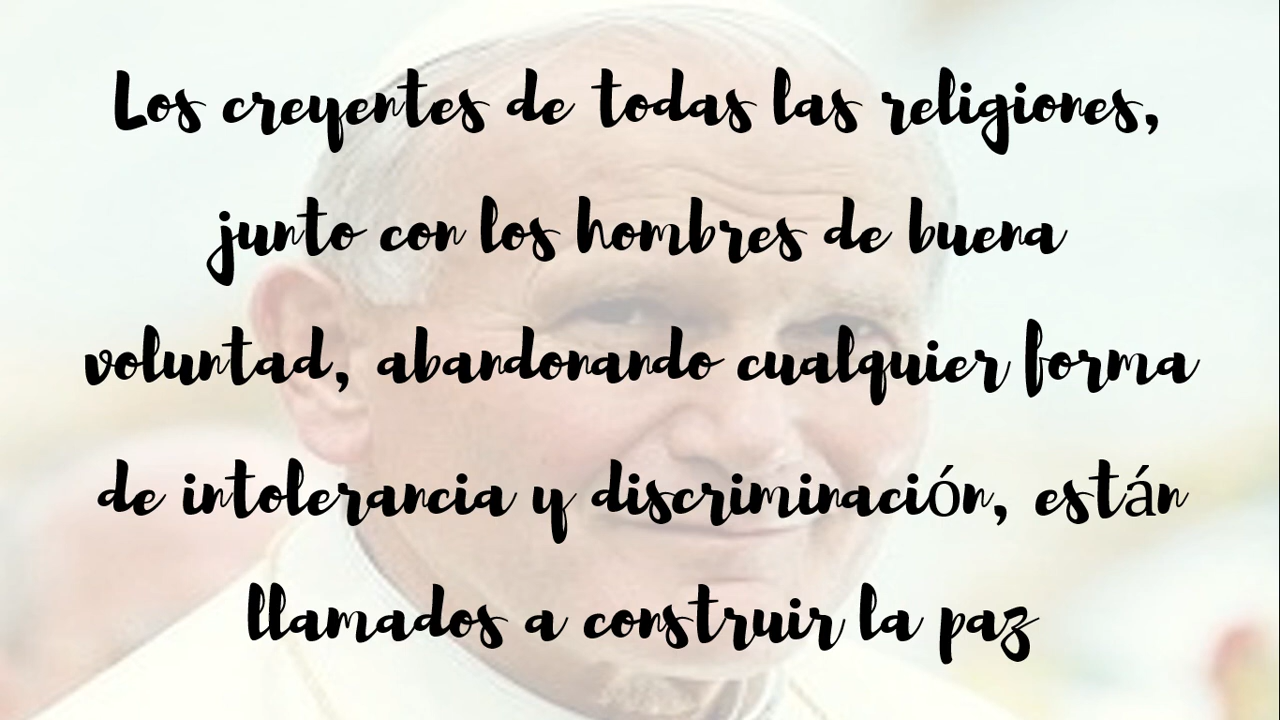 Los creyentes de todas las religiones,
junto con los hombres de buena
voluntad, abandonando cualquier forma
de intolerancia y discriminación, están
llamados a construir la paz